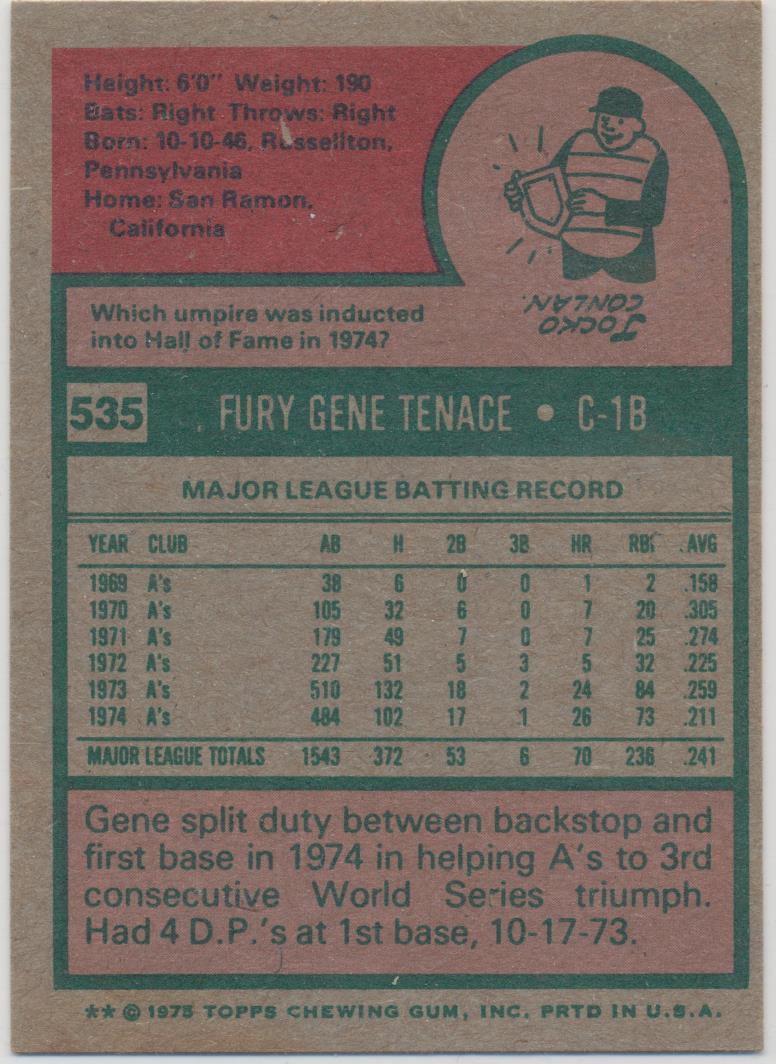 Height: 6'0" Weight: 190
Bats: Right Throws: Right
Born: 10-10-46, Russellton,
Pennsylvania
Home: San Ramon,
California
JOCKO
CONLAN.
Which umpire was inducted
into Hall of Fame in 1974?
535 FURY GENE TENACE • C-1B
MAJOR LEAGUE BATTING RECORD
YEAR CLUB AB H 2B 3B HR RBI AVG
1969 A's 38 6 0 0 1 2 .158
1970 A's 105 32 6 0 7 20 .305
1971 A's 179 49 7 0 7 25 .274
1972 A's 227 51 5 3 5 32 .225
1973 A's 510 132 18 2 24 84 .259
1974 A's 484 102 17 1 26 73 .211
MAJOR LEAGUE TOTALS 1543 372 53 6 70 236 .241
Gene split duty between backstop and
first base in 1974 in helping A's to 3rd
consecutive World Series triumph.
Had 4 D.P.'s at 1st base, 10-17-73.
** © 1975 TOPPS CHEWING GUM, INC. PRTD IN U.S.A.